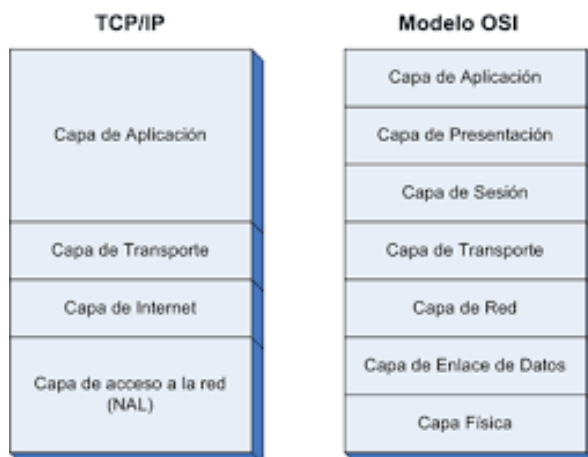 TCP/IP
Capa de Aplicación
Capa de Transporte
Capa de Internet
Capa de acceso a la red
(NAL)
Modelo OSI
Capa de Aplicación
Capa de Presentación
Capa de Sesión
Capa de Transporte
Capa de Red
Capa de Enlace de Datos
Capa Física